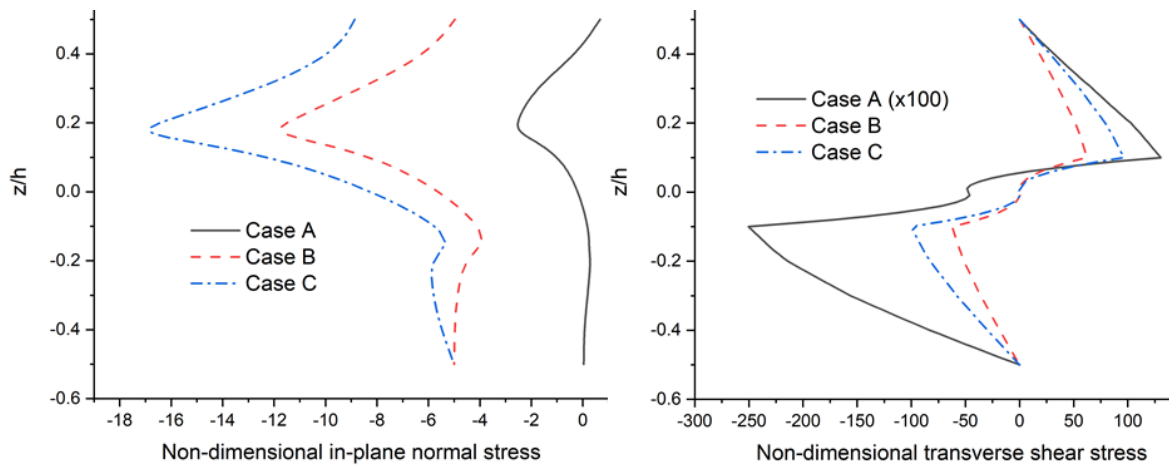 0.4
0.2
0.0
-0.2
-0.4
-0.6
z/h
Case A
Case B
Case C
-18 -16 -14 -12 -10 -8 -6 -4 -2 0
Non-dimensional in-plane normal stress
0.4
0.2
0.0
-0.2
-0.4
-0.6
z/h
Case A (x100)
Case B
Case C
-300 -250 -200 -150 -100 -50 0 50 100
Non-dimensional transverse shear stress